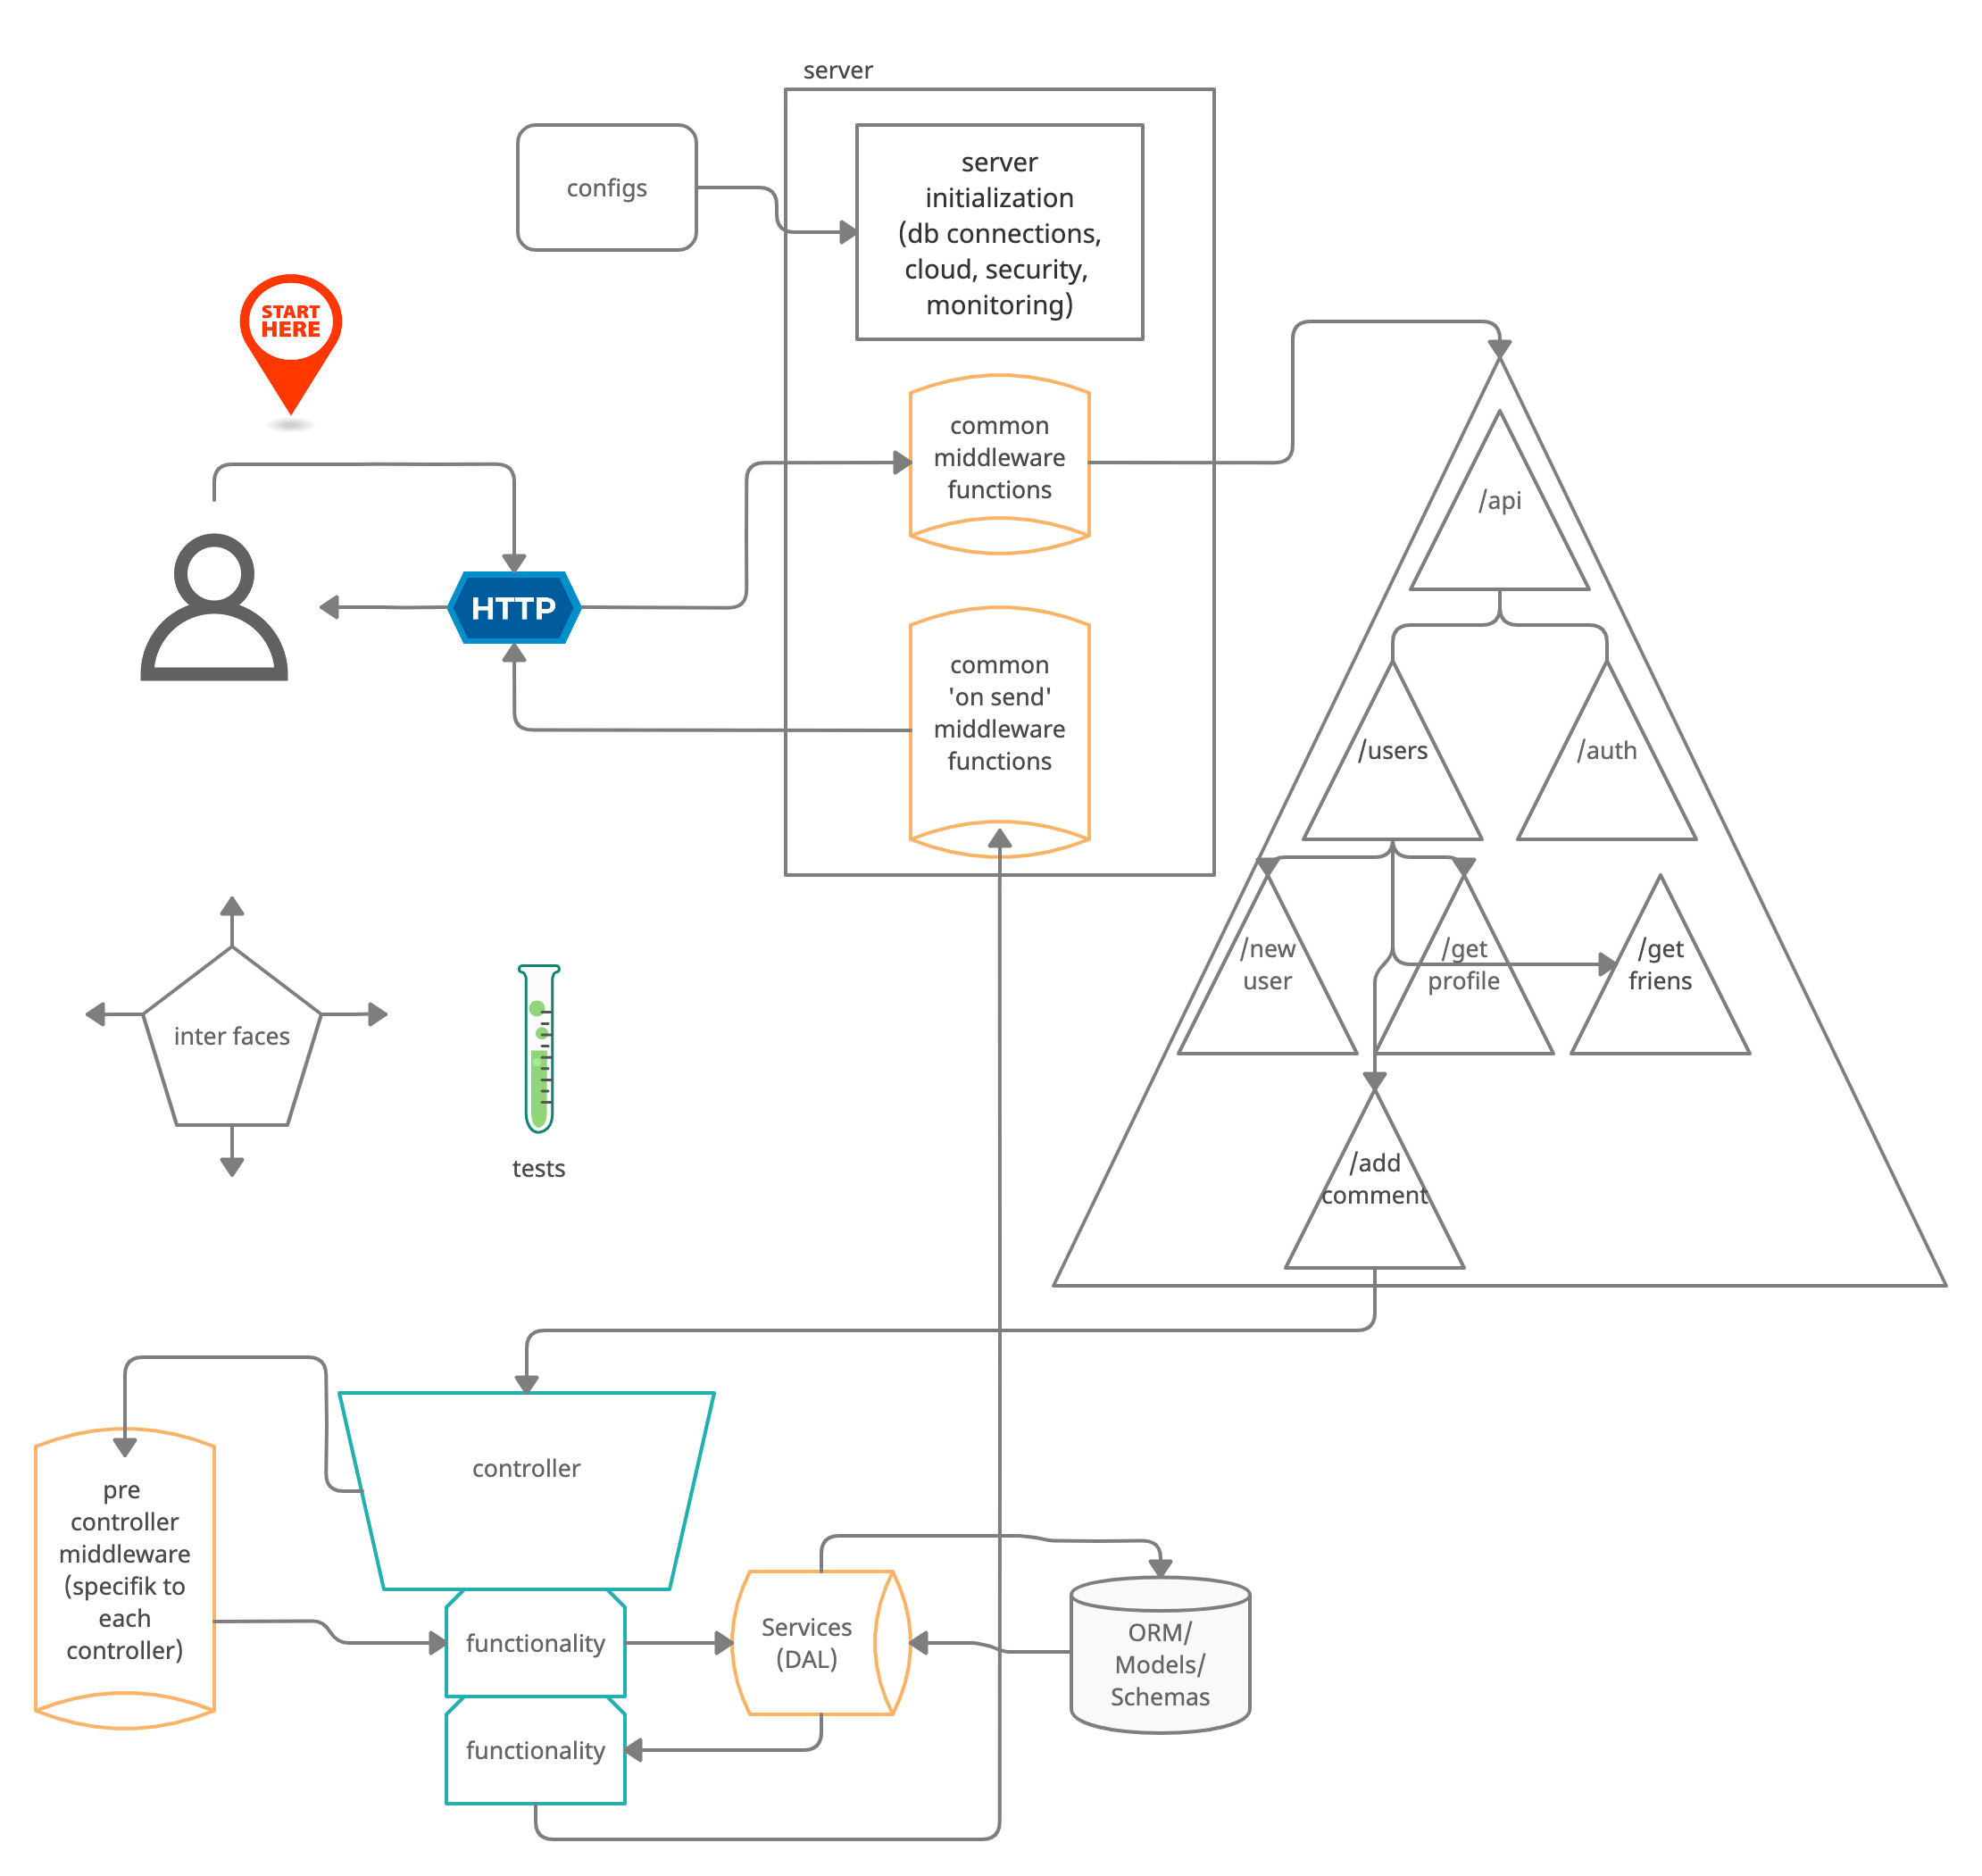 server
configs
server
initialization
(db connections,
cloud, security,
monitoring)
START
HERE
common
middleware
functions
/api
HTTP
common
'on send'
middleware
functions
/users
/auth
/new
user
/get
profile
/get
friens
inter faces
tests
/add
comment
controller
pre
controller
middleware
(specifik to
each
controller)
functionality
Services
(DAL)
ORM/
Models/
Schemas
functionality